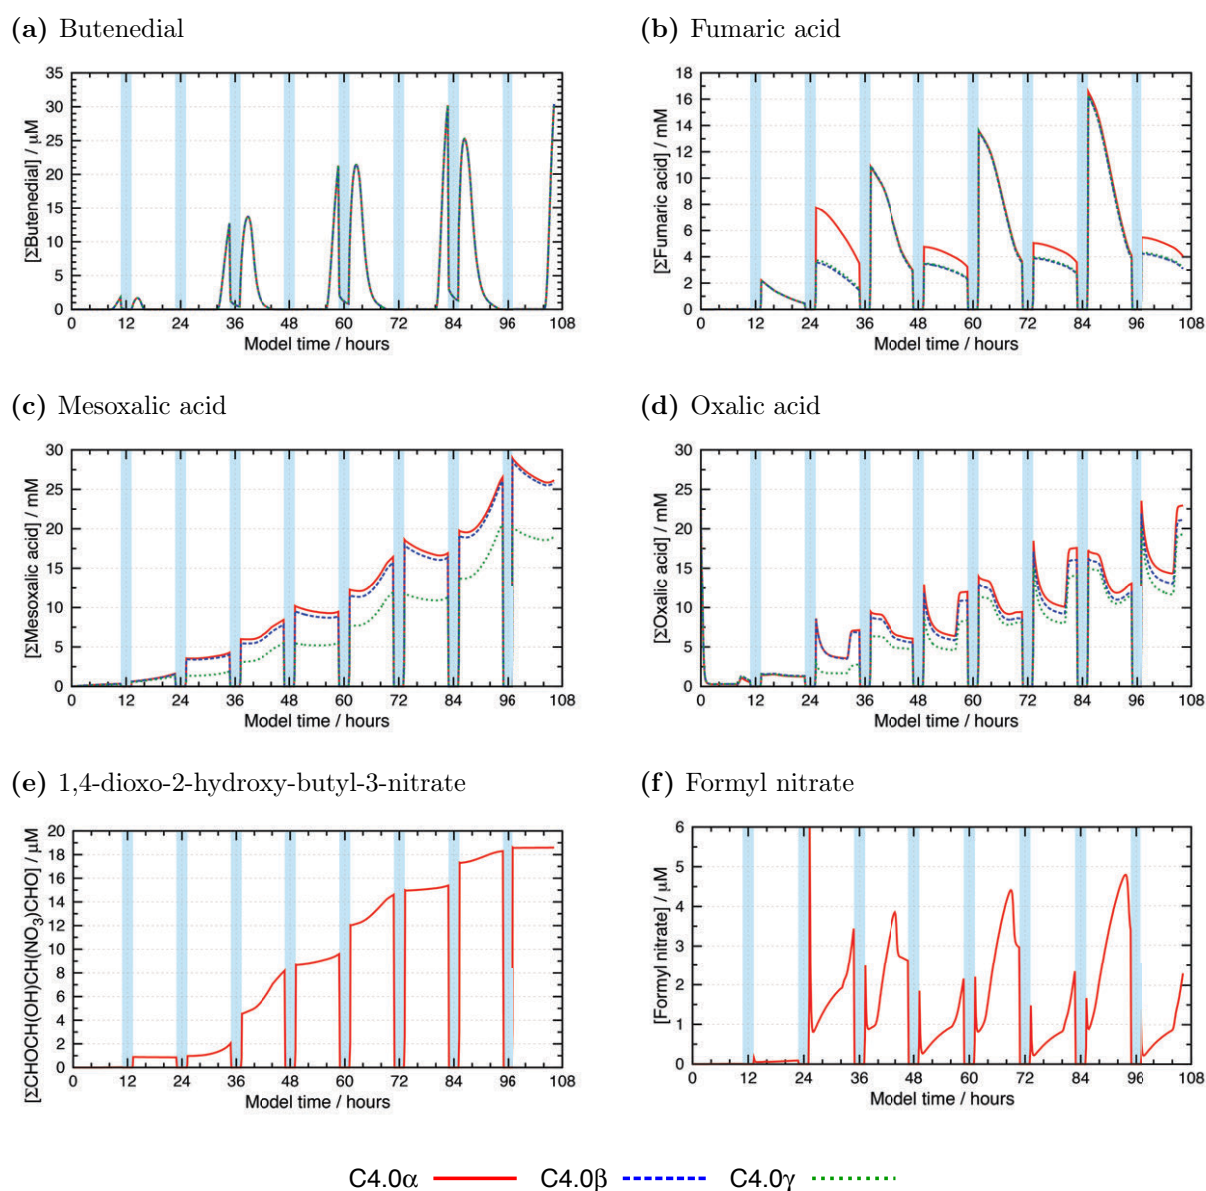 (a) Butenedial
(b) Fumaric acid
35
30
25
20
15
10
5
0
[ΣButenedial] / μM
0 12 24 36 48 60 72 84 96 108
Model time / hours
18
16
14
12
10
8
6
4
2
0
[ΣFumaric acid] / mM
0 12 24 36 48 60 72 84 96 108
Model time / hours
(c) Mesoxalic acid
(d) Oxalic acid
30
25
20
15
10
5
0
[ΣMesoxalic acid] / mM
0 12 24 36 48 60 72 84 96 108
Model time / hours
30
25
20
15
10
5
0
[ΣOxalic acid] / mM
0 12 24 36 48 60 72 84 96 108
Model time / hours
(e) 1,4-dioxo-2-hydroxy-butyl-3-nitrate
(f) Formyl nitrate
20
18
16
14
12
10
8
6
4
2
0
[ΣCHOCH(OH)CH(NO3)CHO] / μM
0 12 24 36 48 60 72 84 96 108
Model time / hours
6
5
4
3
2
1
0
[Formyl nitrate] / μM
0 12 24 36 48 60 72 84 96 108
Model time / hours
C4.0α C4.0β C4.0γ